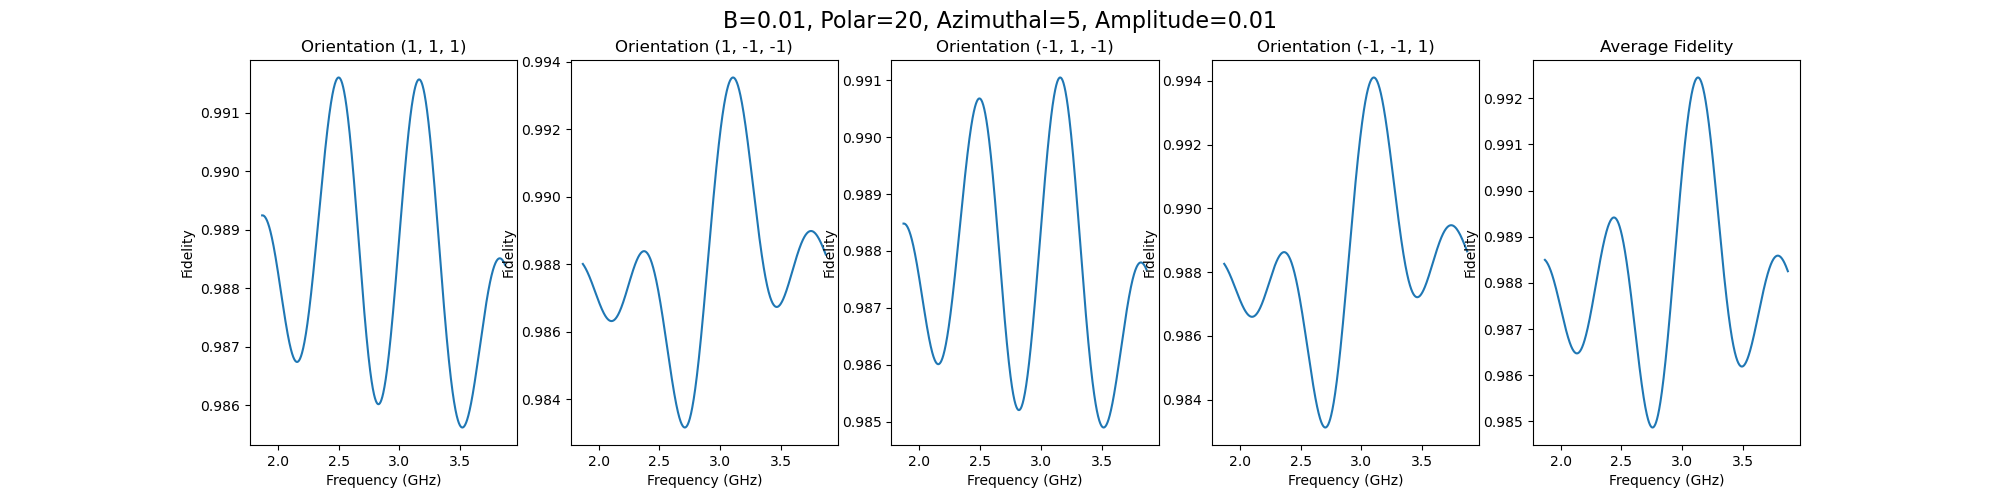 B=0.01, Polar=20, Azimuthal=5, Amplitude=0.01
Orientation (1, 1, 1)
0.991
0.990
0.989
0.988
0.987
0.986
Fidelity
2.0 2.5 3.0 3.5
Frequency (GHz)
Orientation (1, -1, -1)
0.994
0.992
0.990
0.988
0.986
0.984
Fidelity
2.0 2.5 3.0 3.5
Frequency (GHz)
Orientation (-1, 1, -1)
0.991
0.990
0.989
0.988
0.987
0.986
0.985
Fidelity
2.0 2.5 3.0 3.5
Frequency (GHz)
Orientation (-1, -1, 1)
0.994
0.992
0.990
0.988
0.986
0.984
Fidelity
2.0 2.5 3.0 3.5
Frequency (GHz)
Average Fidelity
0.992
0.991
0.990
0.989
0.988
0.987
0.986
0.985
Fidelity
2.0 2.5 3.0 3.5
Frequency (GHz)